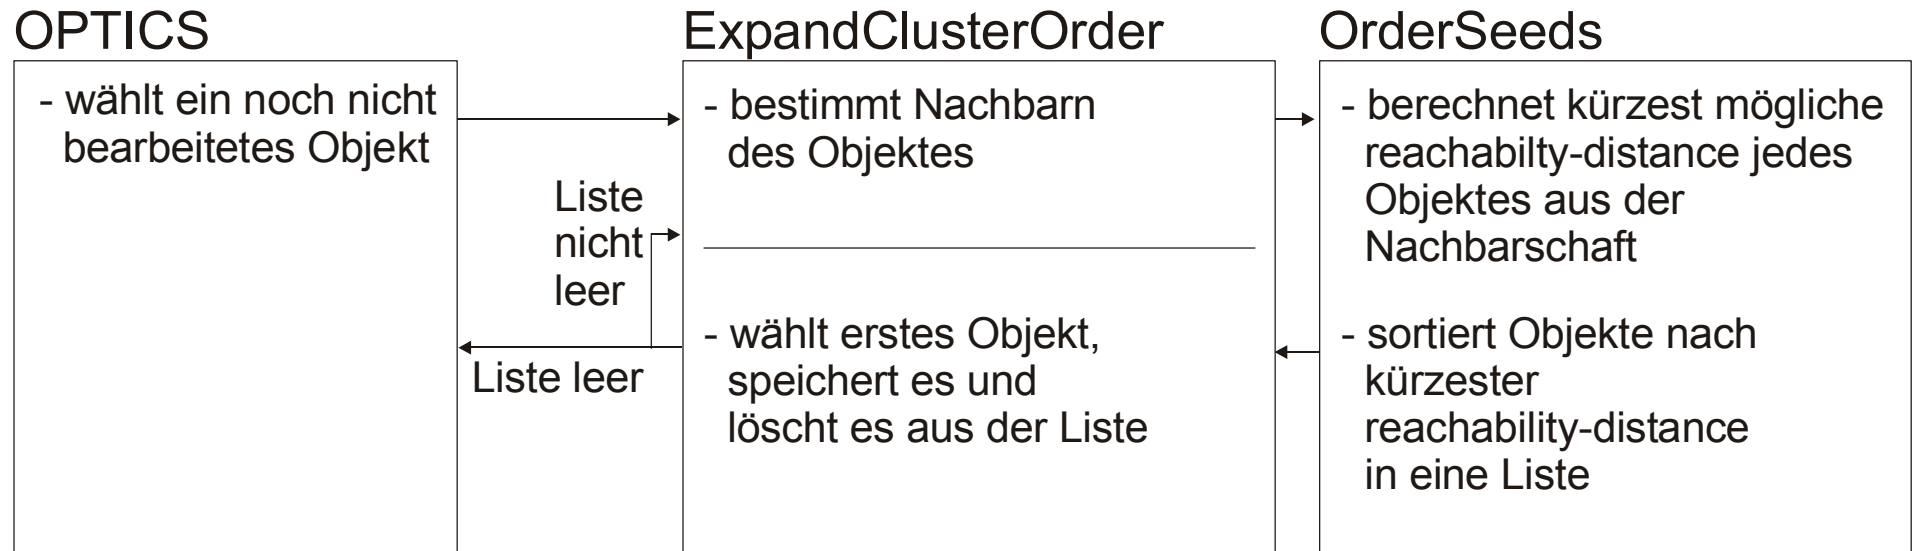 OPTICS
- wählt ein noch nicht
bearbeitetes Objekt
Liste
nicht
leer
Liste leer
ExpandClusterOrder
- bestimmt Nachbarn
des Objektes
- wählt erstes Objekt,
speichert es und
löscht es aus der Liste
OrderSeeds
- berechnet kürzest mögliche
reachabilty-distance jedes
Objektes aus der
Nachbarschaft
- sortiert Objekte nach
kürzester
reachability-distance
in eine Liste